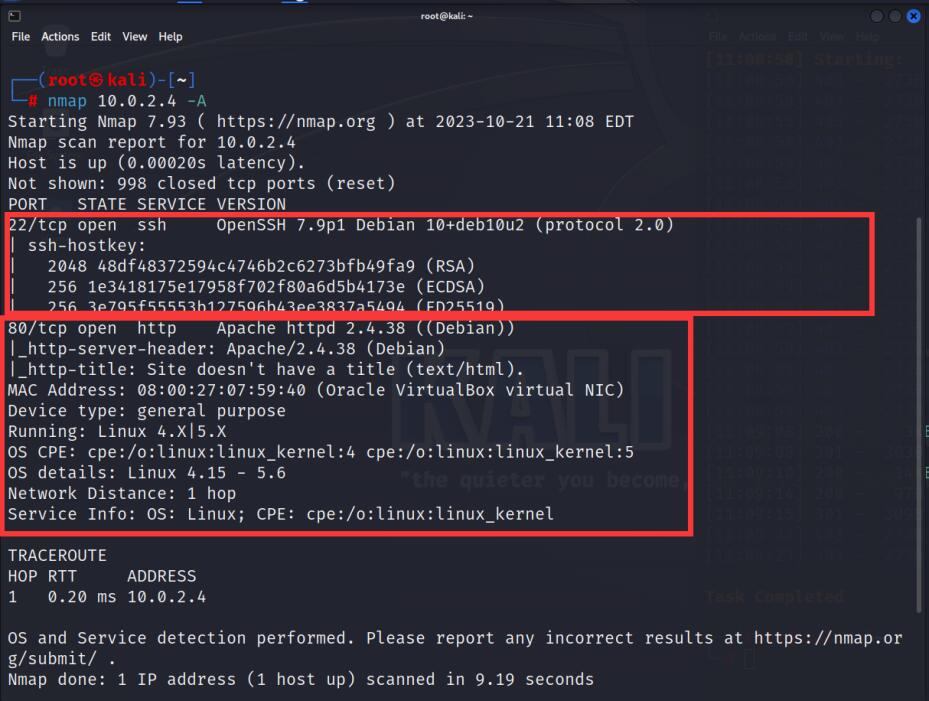 root@kali: ~
File Actions Edit View Help
┌──(root㉿kali)-[~]
└─# nmap 10.0.2.4 -A
Starting Nmap 7.93 ( https://nmap.org ) at 2023-10-21 11:08 EDT
Nmap scan report for 10.0.2.4
Host is up (0.00020s latency).
Not shown: 998 closed tcp ports (reset)
PORT   STATE SERVICE VERSION
22/tcp open  ssh     OpenSSH 7.9p1 Debian 10+deb10u2 (protocol 2.0)
| ssh-hostkey:
|   2048 48df48372594c4746b2c6273bfb49fa9 (RSA)
|   256 1e3418175e17958f702f80a6d5b4173e (ECDSA)
|   256 3e795f55553b127596b43ee3837a5494 (ED25519)
80/tcp open  http    Apache httpd 2.4.38 ((Debian))
|_http-server-header: Apache/2.4.38 (Debian)
|_http-title: Site doesn't have a title (text/html).
MAC Address: 08:00:27:07:59:40 (Oracle VirtualBox virtual NIC)
Device type: general purpose
Running: Linux 4.X|5.X
OS CPE: cpe:/o:linux:linux_kernel:4 cpe:/o:linux:linux_kernel:5
OS details: Linux 4.15 - 5.6
Network Distance: 1 hop
Service Info: OS: Linux; CPE: cpe:/o:linux:linux_kernel
TRACEROUTE
HOP RTT     ADDRESS
1   0.20 ms 10.0.2.4
OS and Service detection performed. Please report any incorrect results at https://nmap.or
g/submit/ .
Nmap done: 1 IP address (1 host up) scanned in 9.19 seconds
File Actions Edit View Help
[11:08:58] Starting:
KALI
"the quieter you become,
Task Completed